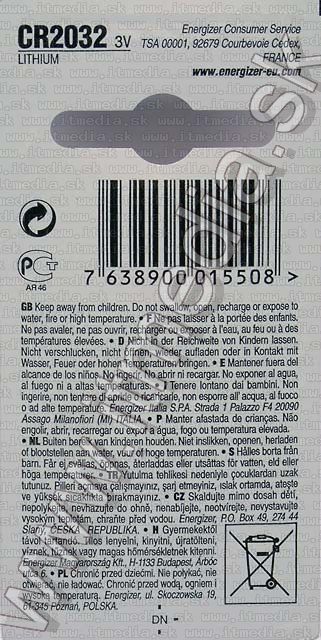 CR2032 3V
LITHIUM
Energizer Consumer Service
TSA 00001, 92679 Courbevoie Cedex,
FRANCE
www.energizer-eu.com
www.itmedia.sk
AR46
7 638900 015508 >
GB Keep away from children. Do not swallow, open, recharge or expose to
water, fire or high temperature. • F Ne pas laisser à la portée des enfants.
Ne pas avaler, ne pas ouvrir, recharger ou exposer à l'eau, au feu ou à des
températures élevées. • D Nicht in der Reichweite von Kindern lassen.
Nicht verschlucken, nicht öffnen, wieder aufladen oder in Kontakt mit
Wasser, Feuer oder hohen Temperaturen bringen. • E Mantener fuera del
alcance de los niños. No ingerir, abrir ni recargar. No exponer al agua,
al fuego ni a altas temperaturas. • I Tenere lontano dai bambini. Non
ingerire, non tentare di aprire o ricaricarle, non esporre all' acqua, al fuoco
o ad alte temperature. Energizer Italia S.P.A. Strada 1 Palazzo F4 20090
Assago Milanofiori (MI) ITALIA. • P Manter afastada de crianças. Não
engolir, abrir, recarregar ou expor à água, fogo ou temperatura elevada.
• NL Buiten bereik van kinderen houden. Niet inslikken, openen, herladen
of blootstellen aan water, vuur of hoge temperaturen. • S Hålles borta från
barn. Får ej sväljas, öppnas, återladdas eller utsättas för vatten, eld eller
höga temperaturer. • TR Yutulma tehlikesi nedeniyle çocuklardan uzak
tutunuz. Pilleri açmaya çalışmayınız, şarj etmeyiniz, ıslak ortamda, ateşte
ve yüksek sıcaklıkta bırakmayınız. • CZ Skladujte mimo dosah dětí,
nepolykejte, nevhazujte do ohně, nenabíjejte, neotvírejte, nevystavujte
vysokým teplotám, chraňte před vodou. Energizer, P.O. Box 49, 274 44
Slaný, ČESKÁ REPUBLIKA. • H Gyermekektől
távol tartandó. Tilos lenyelni, kinyitni, újratölteni,
víznek, tűznek vagy magas hőmérsékletnek kitenni.
Energizer Magyarország Kft., H-1133 Budapest, Árbóc
utca 6. • PL Chronić przed dziećmi. Nie połykać, nie
otwierać, nie ładować. Chronić przed wodą, ogniem i
wysoką temperaturą. Energizer, ul. Skoczowska 19,
61-345 Poznań, POLSKA.
DN